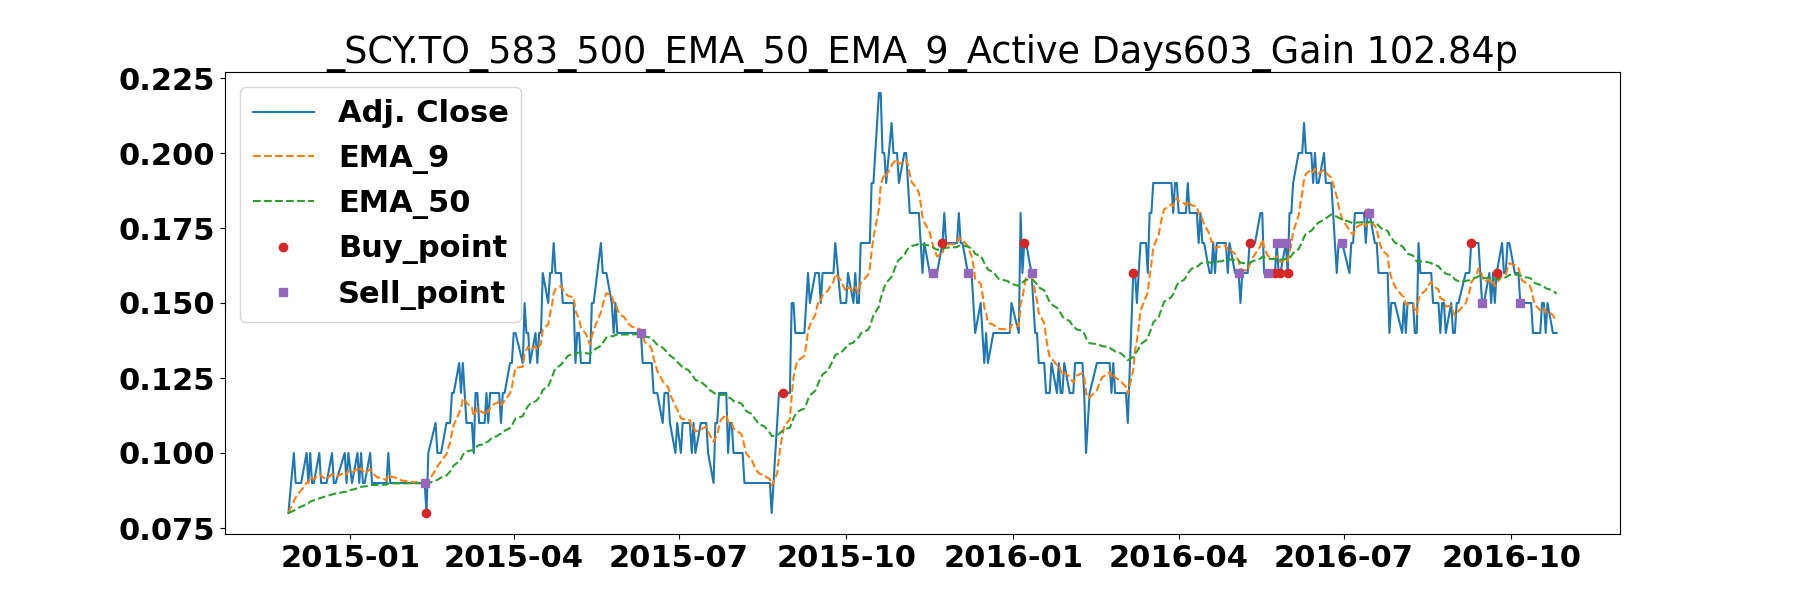 _SCY.TO_583_500_EMA_50_EMA_9_Active Days603_Gain 102.84p
0.225
0.200
0.175
0.150
0.125
0.100
0.075
Adj. Close
EMA_9
EMA_50
Buy_point
Sell_point
2015-01 2015-04 2015-07 2015-10 2016-01 2016-04 2016-07 2016-10